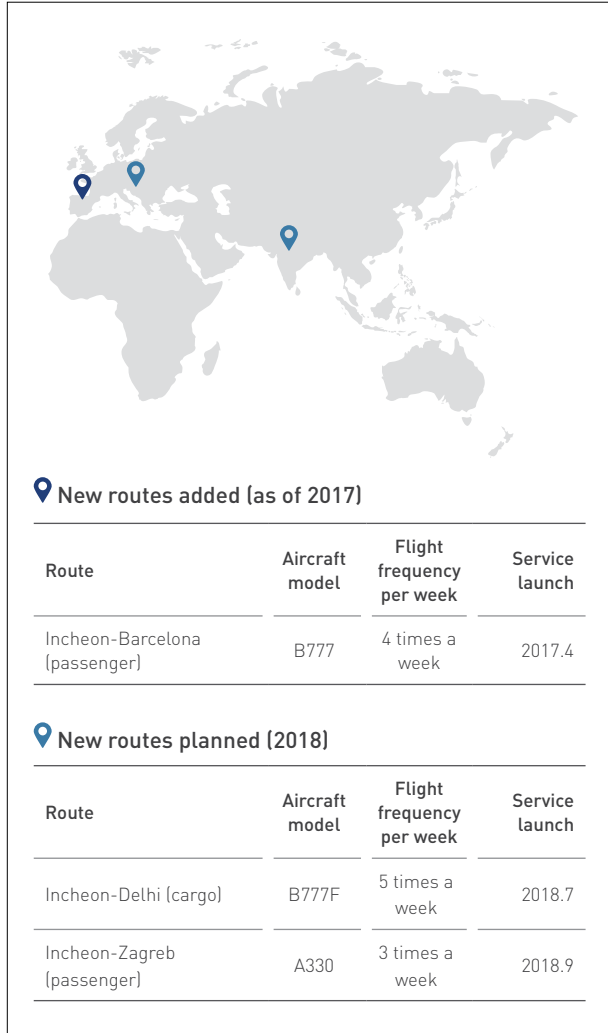 New routes added (as of 2017)
Route
Aircraft
model
Flight
frequency
per week
Service
launch
Incheon-Barcelona
(passenger)
B777
4 times a
week
2017.4
New routes planned (2018)
Route
Aircraft
model
Flight
frequency
per week
Service
launch
Incheon-Delhi (cargo)
B777F
5 times a
week
2018.7
Incheon-Zagreb
(passenger)
A330
3 times a
week
2018.9